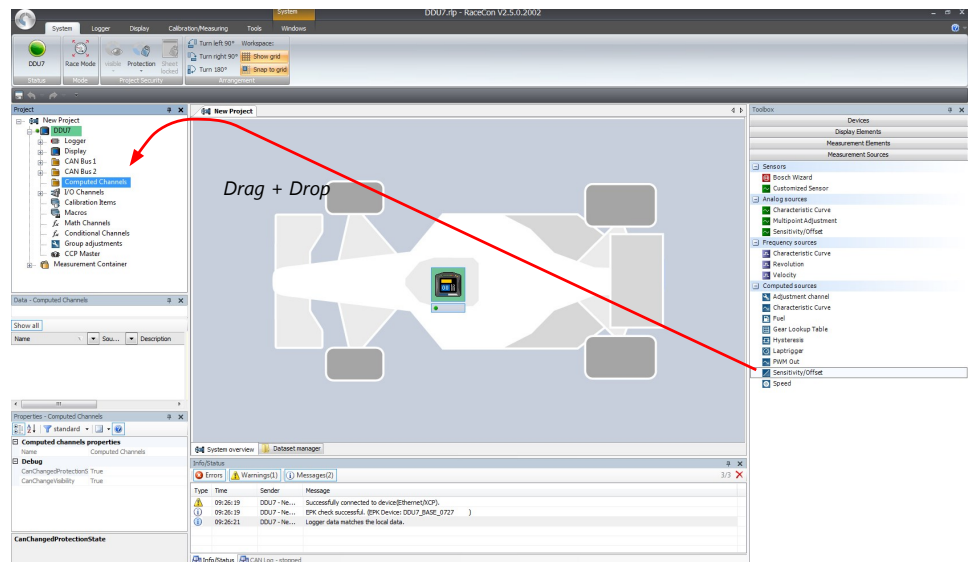 System
DDU7.rlp - RaceCon V2.5.0.2002
System Logger Display Calibration/Measuring Tools Windows
DDU7
Race Mode
visible
Protection
Sheet locked
Turn left 90° Workspace:
Turn right 90° Show grid
Turn 180° Snap to grid
Status Mode Project Security Arrangement
Project
New Project
DDU7
Logger
Display
CAN Bus 1
CAN Bus 2
Computed Channels
I/O Channels
Calibration Items
Macros
Math Channels
Conditional Channels
Group adjustments
CCP Master
Measurement Container
Data - Computed Channels
Show all
Name Sou... Description
Properties - Computed Channels
standard
Computed channels properties
Name Computed Channels
Debug
CanChangedProtectionS True
CanChangeVisibility True
CanChangedProtectionState
New Project
Drag + Drop
System overview Dataset manager
Info/Status
Errors Warnings(1) Messages(2) 3/3
Type Time Sender Message
09:26:19 DDU7 - Ne... Successfully connected to device(Ethernet/XCP).
09:26:19 DDU7 - Ne... EPK check successful. (EPK Device: DDU7_BASE_0727 )
09:26:21 DDU7 - Ne... Logger data matches the local data.
Info/Status CAN Log - stopped
Toolbox
Devices
Display Elements
Measurement Elements
Measurement Sources
Sensors
Bosch Wizard
Customized Sensor
Analog sources
Characteristic Curve
Multipoint Adjustment
Sensitivity/Offset
Frequency sources
Characteristic Curve
Revolution
Velocity
Computed sources
Adjustment channel
Characteristic Curve
Fuel
Gear Lookup Table
Hysteresis
Laptrigger
PWM Out
Sensitivity/Offset
Speed